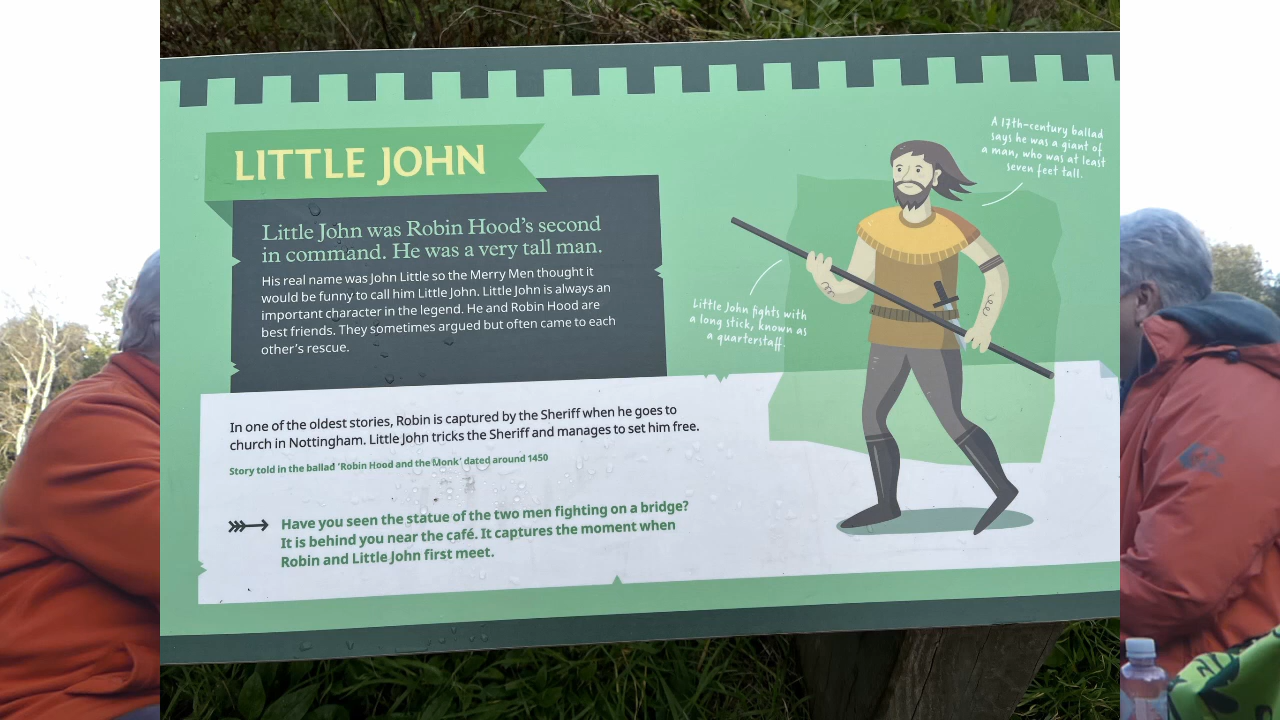 LITTLE JOHN
Little John was Robin Hood's second
in command. He was a very tall man.
His real name was John Little so the Merry Men thought it
would be funny to call him Little John. Little John is always an
important character in the legend. He and Robin Hood are
best friends. They sometimes argued but often came to each
other's rescue.
A 17th-century ballad
says he was a giant of
a man, who was at least
seven feet tall.
Little John fights with
a long stick, known as
a quarterstaff.
In one of the oldest stories, Robin is captured by the Sheriff when he goes to
church in Nottingham. Little John tricks the Sheriff and manages to set him free.
Story told in the ballad 'Robin Hood and the Monk' dated around 1450
Have you seen the statue of the two men fighting on a bridge?
It is behind you near the café. It captures the moment when
Robin and Little John first meet.